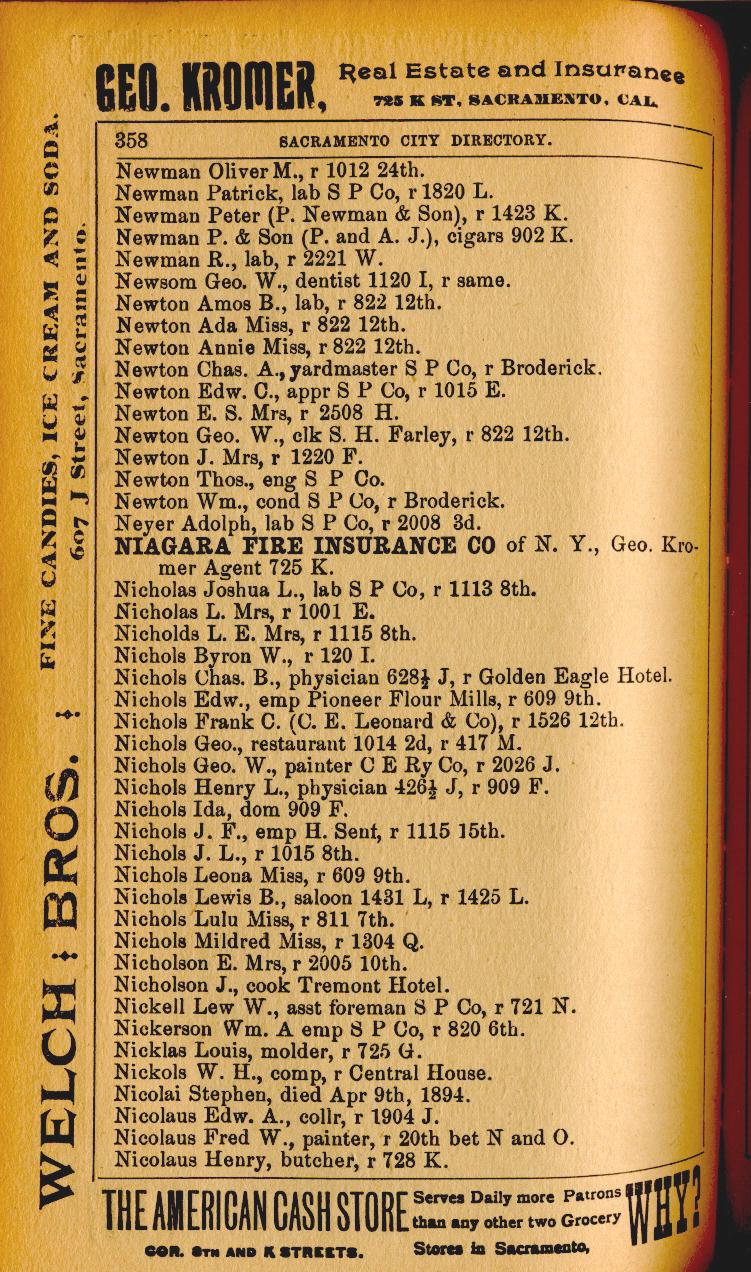 GEO. KROMER, Real Estate and Insurance
725 K ST. SACRAMENTO, CAL.
358 SACRAMENTO CITY DIRECTORY.
Newman Oliver M., r 1012 24th.
Newman Patrick, lab S P Co, r 1820 L.
Newman Peter (P. Newman & Son), r 1423 K.
Newman P. & Son (P. and A. J.), cigars 902 K.
Newman R., lab, r 2221 W.
Newsom Geo. W., dentist 1120 I, r same.
Newton Amos B., lab, r 822 12th.
Newton Ada Miss, r 822 12th.
Newton Annie Miss, r 822 12th.
Newton Chas. A., yardmaster S P Co, r Broderick.
Newton Edw. C., appr S P Co, r 1015 E.
Newton E. S. Mrs, r 2508 H.
Newton Geo. W., clk S. H. Farley, r 822 12th.
Newton J. Mrs, r 1220 F.
Newton Thos., eng S P Co.
Newton Wm., cond S P Co, r Broderick.
Neyer Adolph, lab S P Co, r 2008 3d.
NIAGARA FIRE INSURANCE CO of N. Y., Geo. Kro-
mer Agent 725 K.
Nicholas Joshua L., lab S P Co, r 1113 8th.
Nicholas L. Mrs, r 1001 E.
Nicholds L. E. Mrs, r 1115 8th.
Nichols Byron W., r 120 I.
Nichols Chas. B., physician 628½ J, r Golden Eagle Hotel.
Nichols Edw., emp Pioneer Flour Mills, r 609 9th.
Nichols Frank C. (C. E. Leonard & Co), r 1526 12th.
Nichols Geo., restaurant 1014 2d, r 417 M.
Nichols Geo. W., painter C E Ry Co, r 2026 J.
Nichols Henry L., physician 426½ J, r 909 F.
Nichols Ida, dom 909 F.
Nichols J. F., emp H. Senf, r 1115 15th.
Nichols J. L., r 1015 8th.
Nichols Leona Miss, r 609 9th.
Nichols Lewis B., saloon 1431 L, r 1425 L.
Nichols Lulu Miss, r 811 7th.
Nichols Mildred Miss, r 1304 Q.
Nicholson E. Mrs, r 2005 10th.
Nicholson J., cook Tremont Hotel.
Nickell Lew W., asst foreman S P Co, r 721 N.
Nickerson Wm. A emp S P Co, r 820 6th.
Nicklas Louis, molder, r 725 G.
Nickols W. H., comp, r Central House.
Nicolai Stephen, died Apr 9th, 1894.
Nicolaus Edw. A., collr, r 1904 J.
Nicolaus Fred W., painter, r 20th bet N and O.
Nicolaus Henry, butcher, r 728 K.
WELCH BROS. FINE CANDIES, ICE CREAM AND SODA.
607 J Street, Sacramento.
THE AMERICAN CASH STORE
COR. 8TH AND K STREETS.
Serves Daily more Patrons
than any other two Grocery
Stores in Sacramento,
WHY?